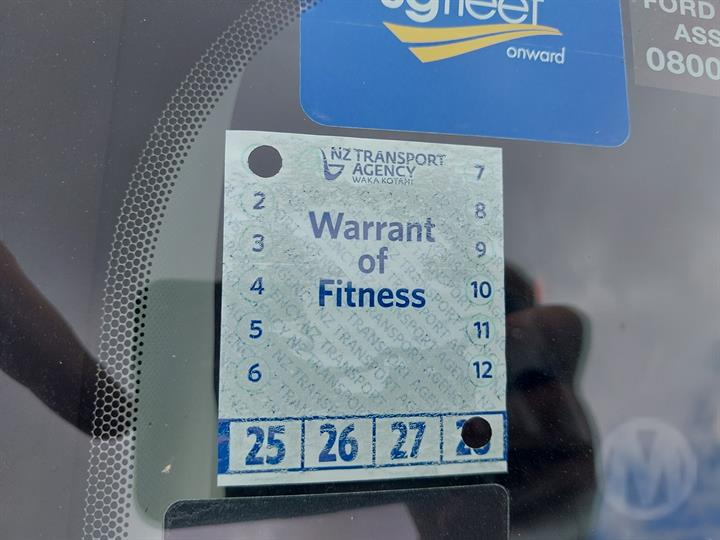 onward
FORD
ASS
0800
NZ TRANSPORT
AGENCY
WAKA KOTAHI
Warrant
of
Fitness
2
3
4
5
6
7
8
9
10
11
12
25 26 27
M